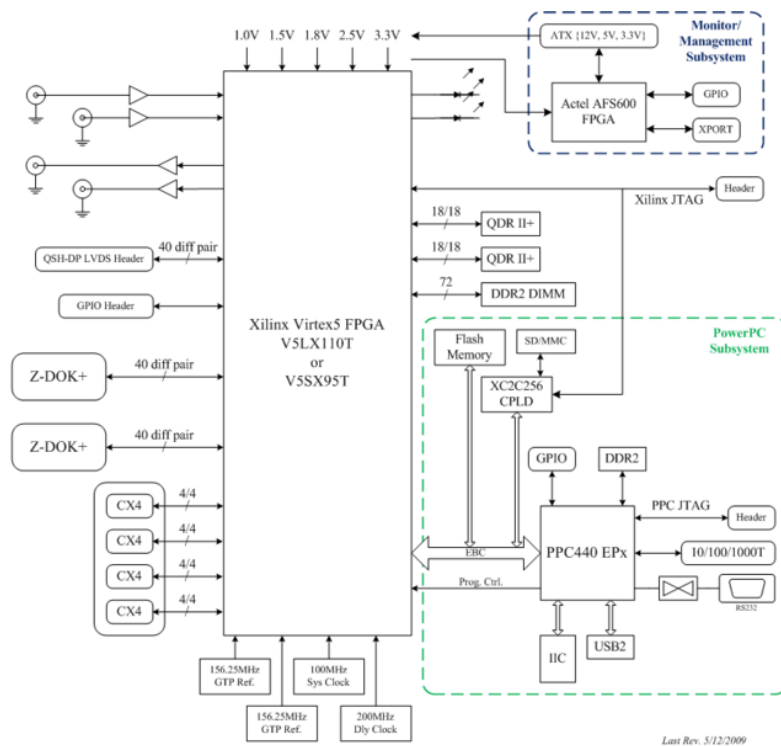 1.0V 1.5V 1.8V 2.5V 3.3V
ATX {12V, 5V, 3.3V}
Monitor/
Management
Subsystem
Actel AFS600
FPGA
GPIO
XPORT
Xilinx JTAG
Header
18/18
QDR II+
18/18
QDR II+
72
DDR2 DIMM
QSH-DP LVDS Header
40 diff pair
GPIO Header
Xilinx Virtex5 FPGA
V5LX110T
or
V5SX95T
Z-DOK+
40 diff pair
Z-DOK+
40 diff pair
CX4
4/4
CX4
4/4
CX4
4/4
CX4
4/4
PowerPC
Subsystem
Flash
Memory
SD/MMC
XC2C256
CPLD
GPIO
DDR2
PPC JTAG
Header
EBC
PPC440 EPx
10/100/1000T
Prog. Ctrl.
RS232
IIC
USB2
156.25MHz
GTP Ref.
100MHz
Sys Clock
156.25MHz
GTP Ref.
200MHz
Dly Clock
Last Rev. 5/12/2009